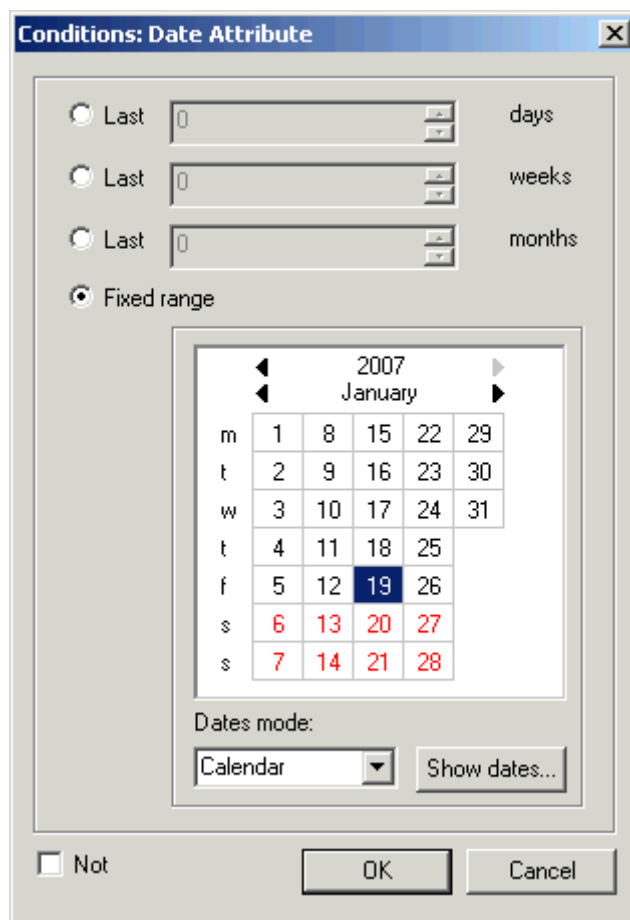 Conditions: Date Attribute
Last 0 days
Last 0 weeks
Last 0 months
Fixed range
2007
January
m 1 8 15 22 29
t 2 9 16 23 30
w 3 10 17 24 31
t 4 11 18 25
f 5 12 19 26
s 6 13 20 27
s 7 14 21 28
Dates mode:
Calendar Show dates...
Not OK Cancel